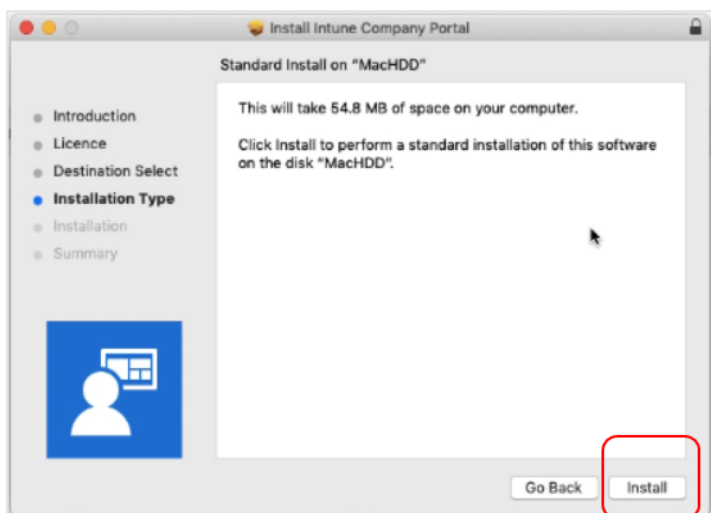 Install Intune Company Portal
Standard Install on "MacHDD"
Introduction
Licence
Destination Select
Installation Type
Installation
Summary
This will take 54.8 MB of space on your computer.
Click Install to perform a standard installation of this software
on the disk "MacHDD".
Go Back
Install